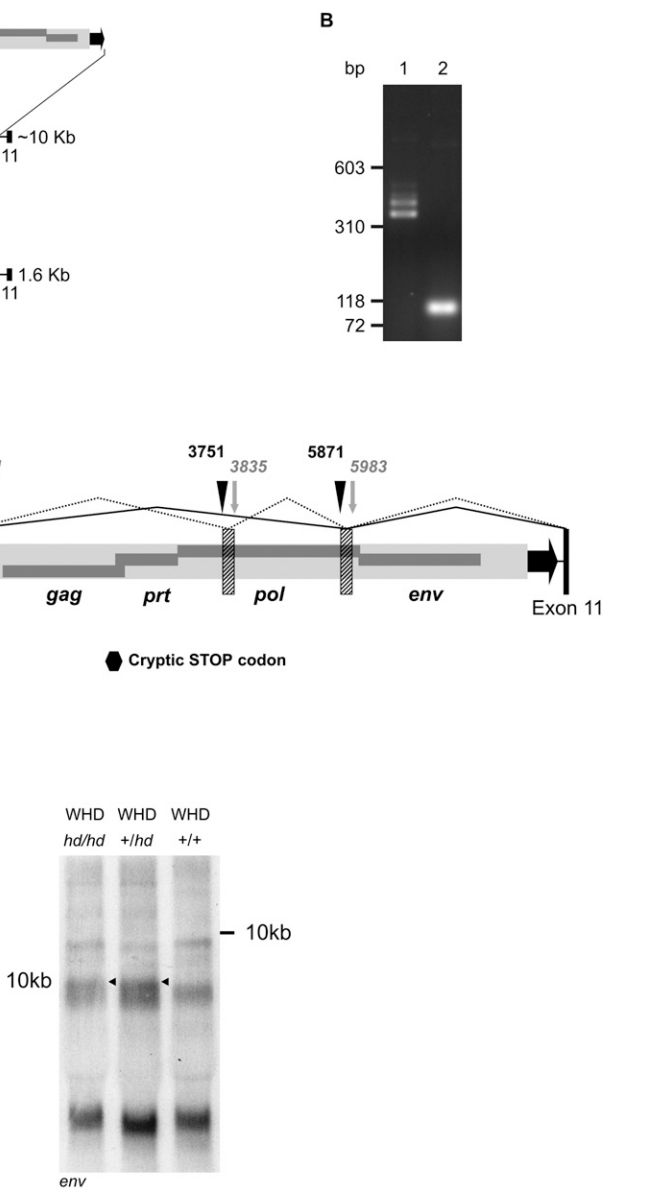 B
bp 1 2
~10 Kb
11
603
310
1.6 Kb
11
118
72
3751 5871
3835 5983
gag prt pol env
Exon 11
Cryptic STOP codon
WHD WHD WHD
hd/hd +/hd +/+
10kb
10kb
env